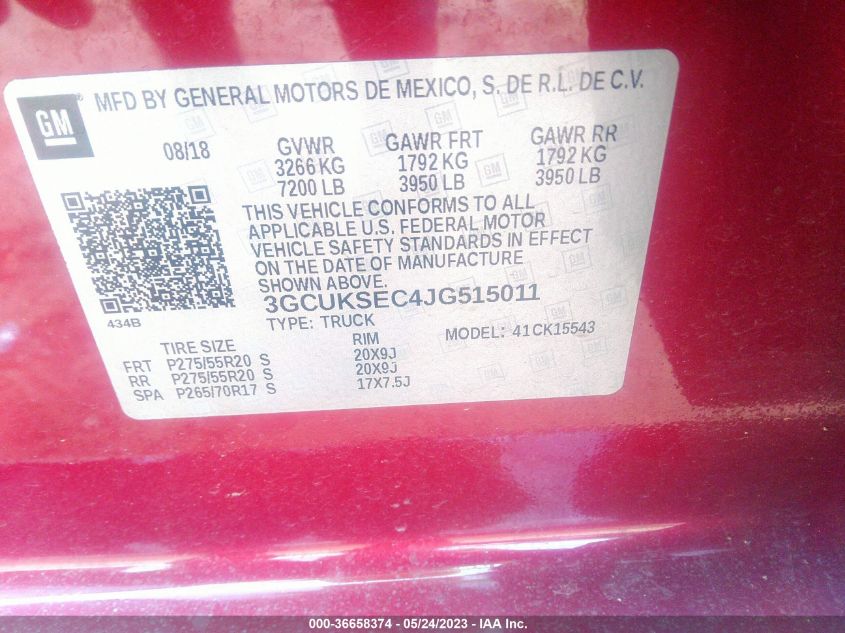 GM
MFD BY GENERAL MOTORS DE MEXICO, S. DE R.L. DE C.V.
08/18 GVWR GAWR FRT GAWR RR
3266 KG 1792 KG 1792 KG
7200 LB 3950 LB 3950 LB
THIS VEHICLE CONFORMS TO ALL
APPLICABLE U.S. FEDERAL MOTOR
VEHICLE SAFETY STANDARDS IN EFFECT
ON THE DATE OF MANUFACTURE
SHOWN ABOVE.
3GCUKSEC4JG515011
434B
TYPE: TRUCK MODEL: 41CK15543
TIRE SIZE RIM
FRT P275/55R20 S 20X9J
RR P275/55R20 S 20X9J
SPA P265/70R17 S 17X7.5J
000-36658374 - 05/24/2023 - IAA Inc.